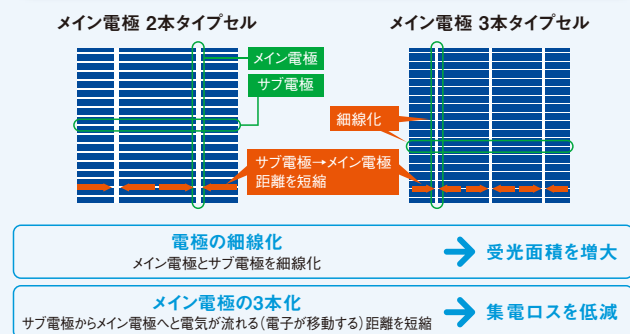 メイン電極 2本タイプセル
メイン電極 3本タイプセル
メイン電極
サブ電極
細線化
サブ電極→メイン電極
距離を短縮
電極の細線化
メイン電極とサブ電極を細線化
受光面積を増大
メイン電極の3本化
サブ電極からメイン電極へと電気が流れる(電子が移動する)距離を短縮
集電ロスを低減